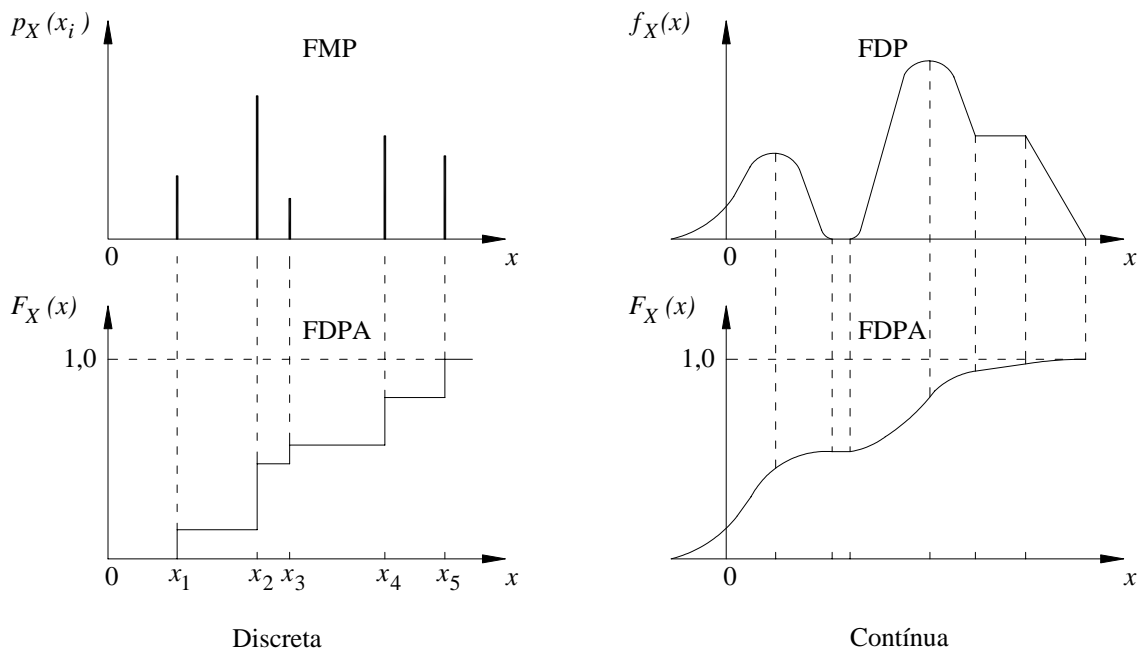 p_X(x_i)
FMP
0
x
F_X(x)
FDPA
1,0
0
x_1
x_2
x_3
x_4
x_5
x
Discreta
f_X(x)
FDP
0
x
F_X(x)
FDPA
1,0
0
x
Contínua